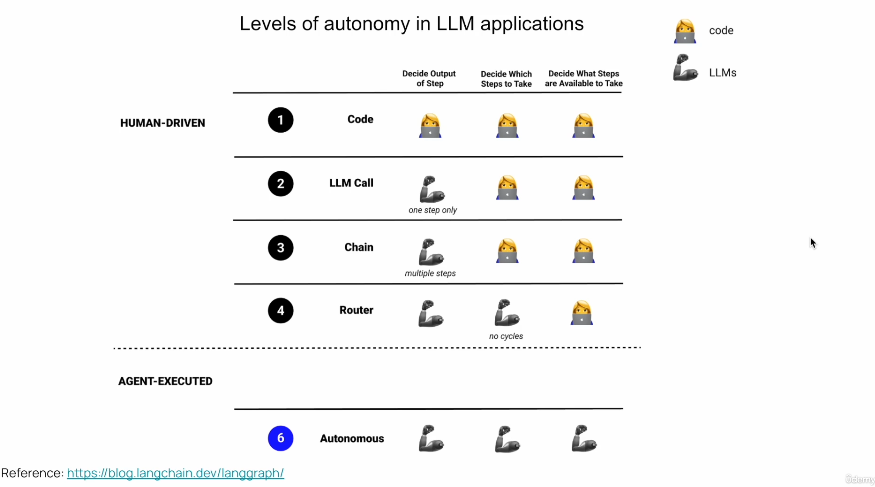 Levels of autonomy in LLM applications
code
LLMs
Decide Output
of Step
Decide Which
Steps to Take
Decide What Steps
are Available to Take
HUMAN-DRIVEN
1
Code
2
LLM Call
one step only
3
Chain
multiple steps
4
Router
no cycles
AGENT-EXECUTED
6
Autonomous
Reference: https://blog.langchain.dev/langgraph/
ûdemy